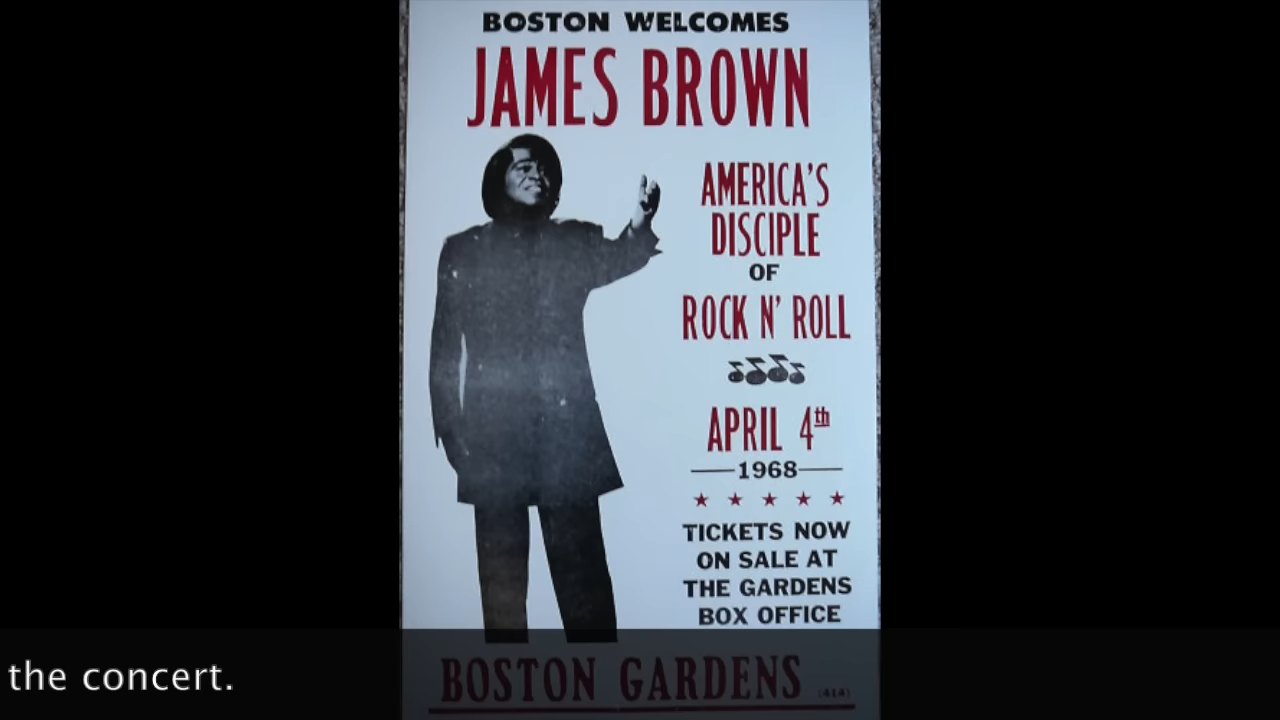 BOSTON WELCOMES
JAMES BROWN
AMERICA'S
DISCIPLE
OF
ROCK N' ROLL
APRIL 4th
1968
TICKETS NOW
ON SALE AT
THE GARDENS
BOX OFFICE
BOSTON GARDENS (414)
the concert.